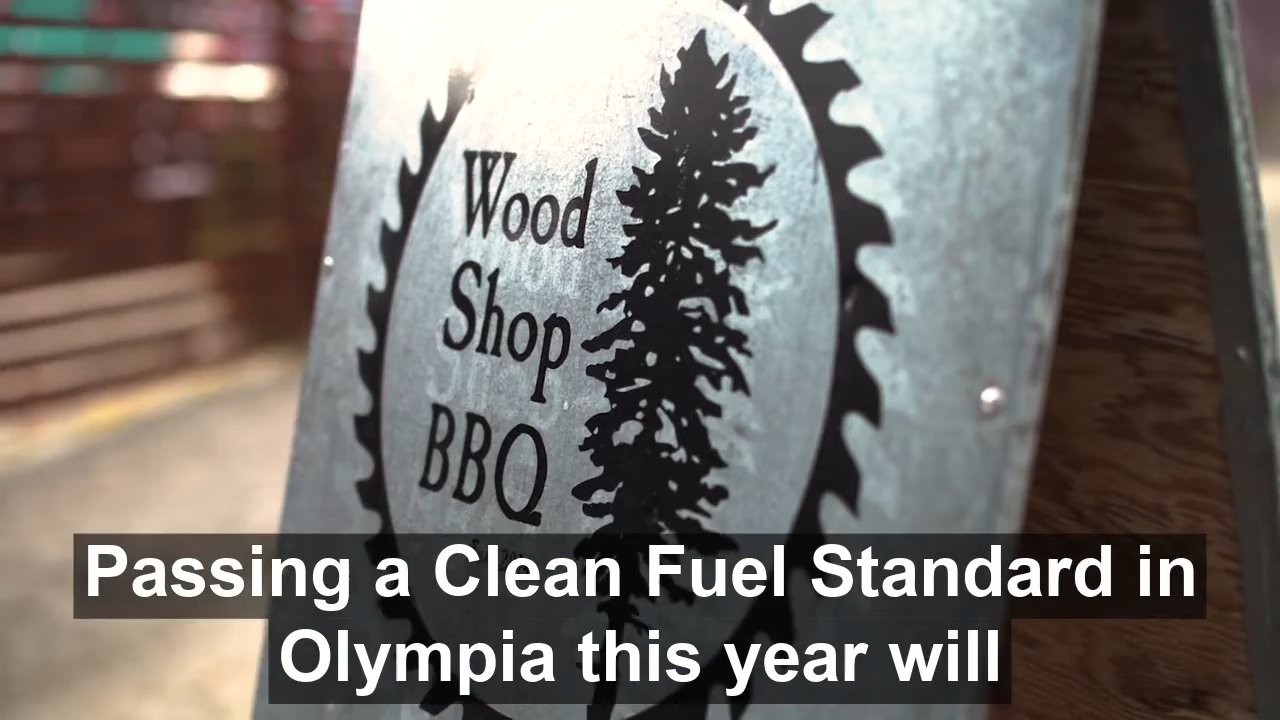 Wood
Shop
BBQ
Passing a Clean Fuel Standard in
Olympia this year will